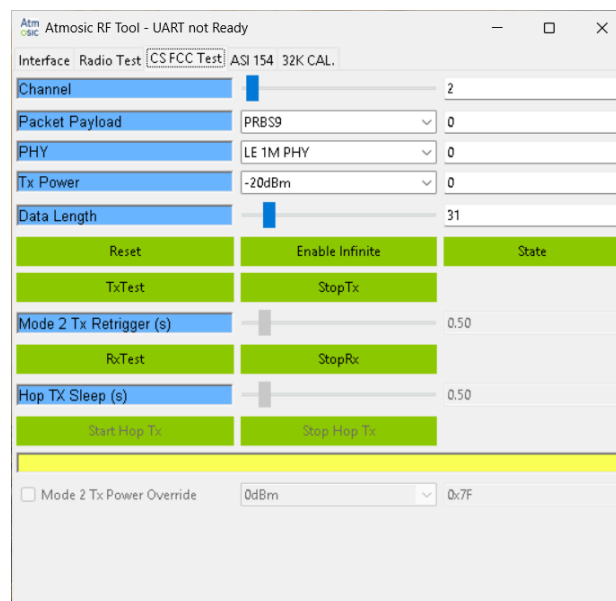 Atmosic Atmosic RF Tool - UART not Ready
Interface Radio Test CS FCC Test ASI 154 32K CAL.
Channel 2
Packet Payload PRBS9 0
PHY LE 1M PHY 0
Tx Power -20dBm 0
Data Length 31
Reset Enable Infinite State
TxTest StopTx
Mode 2 Tx Retrigger (s) 0.50
RxTest StopRx
Hop TX Sleep (s) 0.50
Start Hop Tx Stop Hop Tx
Mode 2 Tx Power Override 0dBm 0x7F